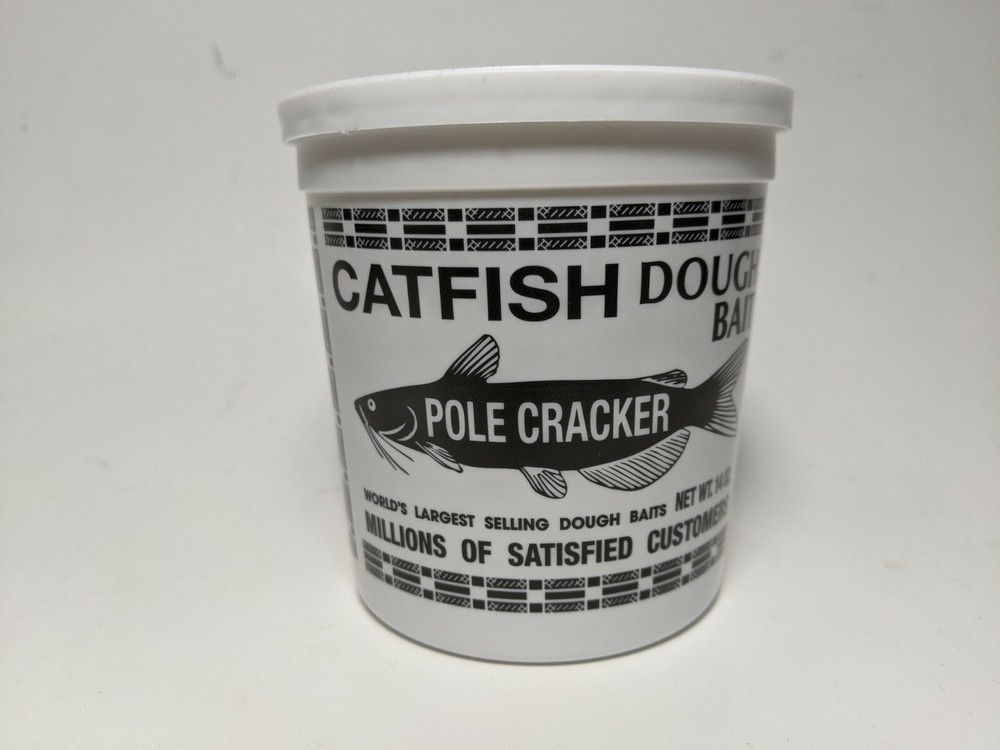 CATFISH DOUGH
BAIT
POLE CRACKER
NET WT. 14 OZ.
WORLD'S LARGEST SELLING DOUGH BAITS
MILLIONS OF SATISFIED CUSTOMERS